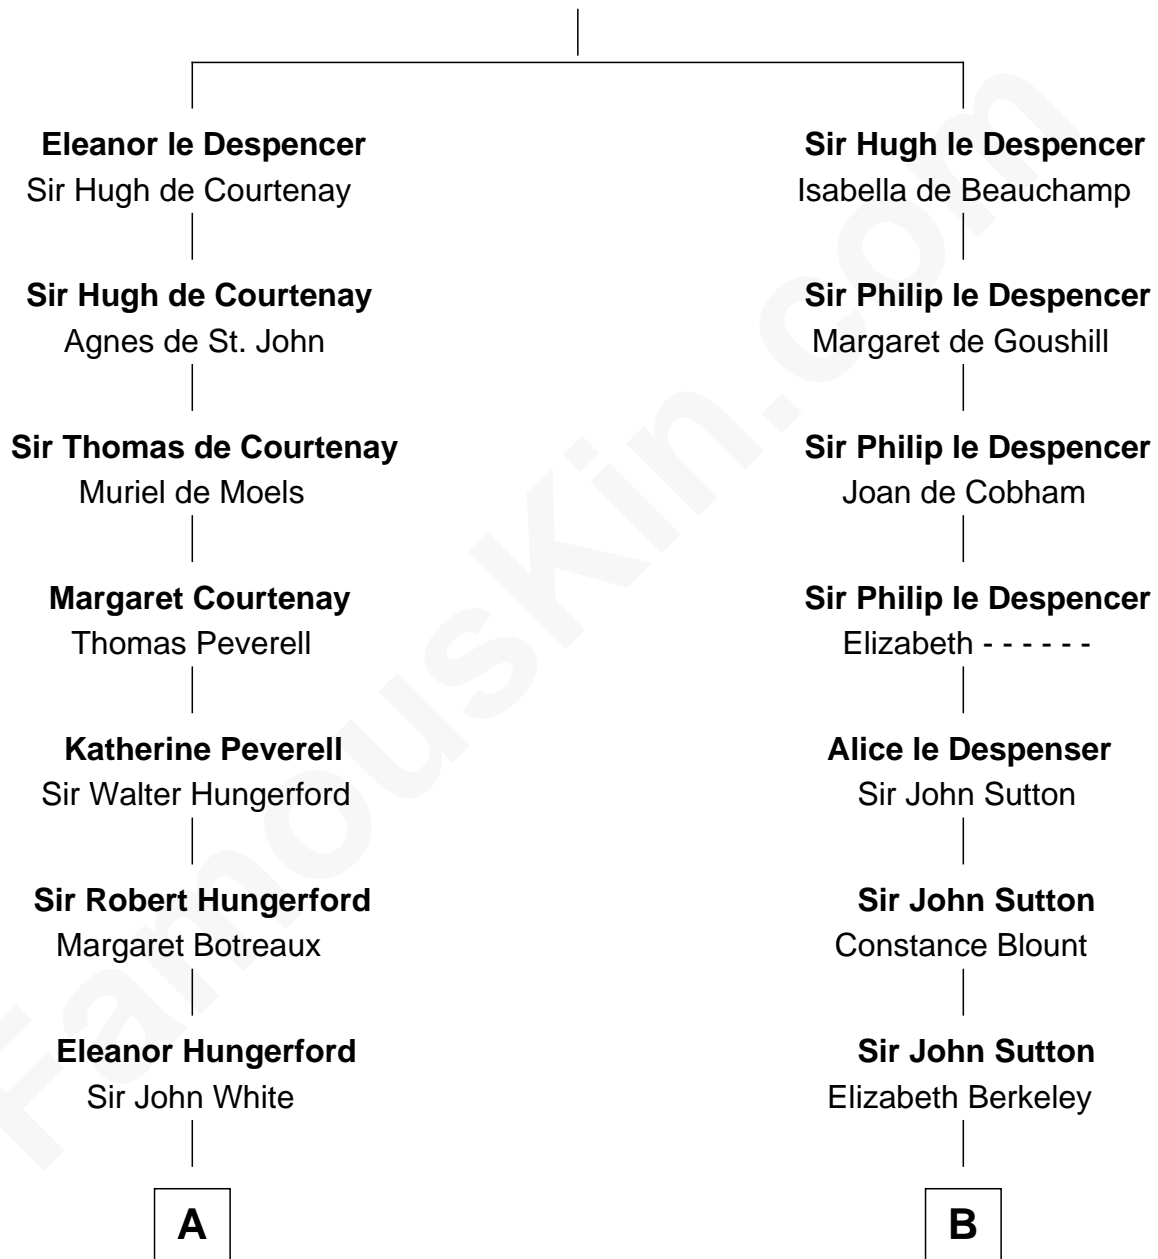 Eleanor le Despencer
Sir Hugh de Courtenay
Sir Hugh de Courtenay
Agnes de St. John
Sir Thomas de Courtenay
Muriel de Moels
Margaret Courtenay
Thomas Peverell
Katherine Peverell
Sir Walter Hungerford
Sir Robert Hungerford
Margaret Botreaux
Eleanor Hungerford
Sir John White
A
Sir Hugh le Despencer
Isabella de Beauchamp
Sir Philip le Despencer
Margaret de Goushill
Sir Philip le Despencer
Joan de Cobham
Sir Philip le Despencer
Elizabeth - - - - - -
Alice le Despenser
Sir John Sutton
Sir John Sutton
Constance Blount
Sir John Sutton
Elizabeth Berkeley
B
FamousKin.com